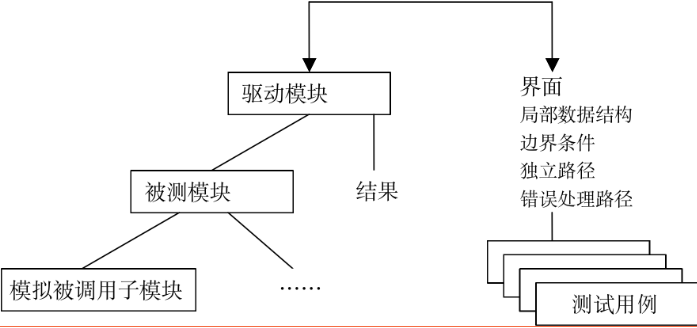 驱动模块
界面
局部数据结构
边界条件
独立路径
错误处理路径
被测模块
结果
模拟被调用子模块
……
测试用例